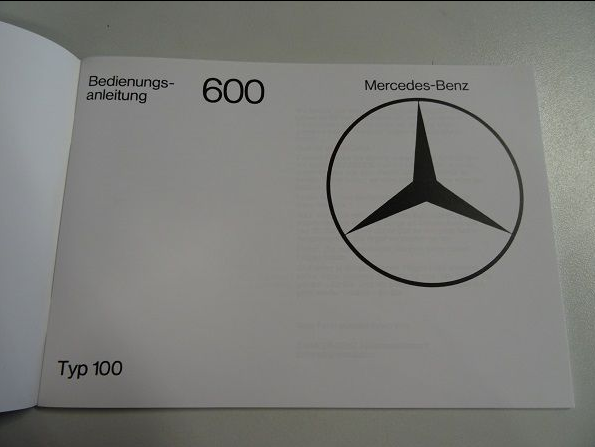 Bedienungs-
anleitung
600
Mercedes-Benz
Typ 100